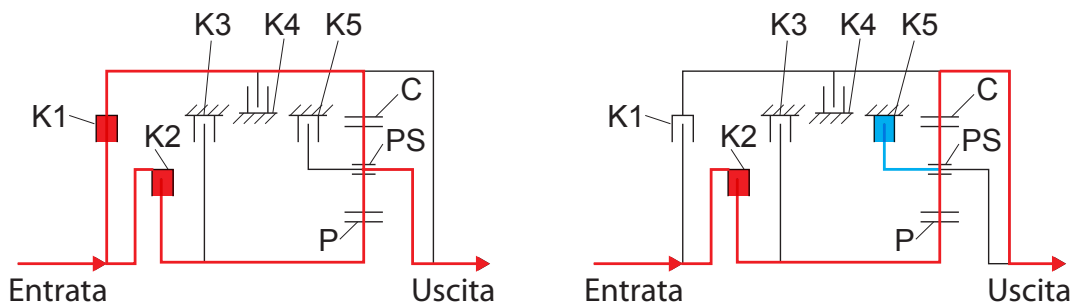 K3 K4 K5
C
K1
K2
PS
P
Entrata Uscita
K3 K4 K5
C
K1
K2
PS
P
Entrata Uscita